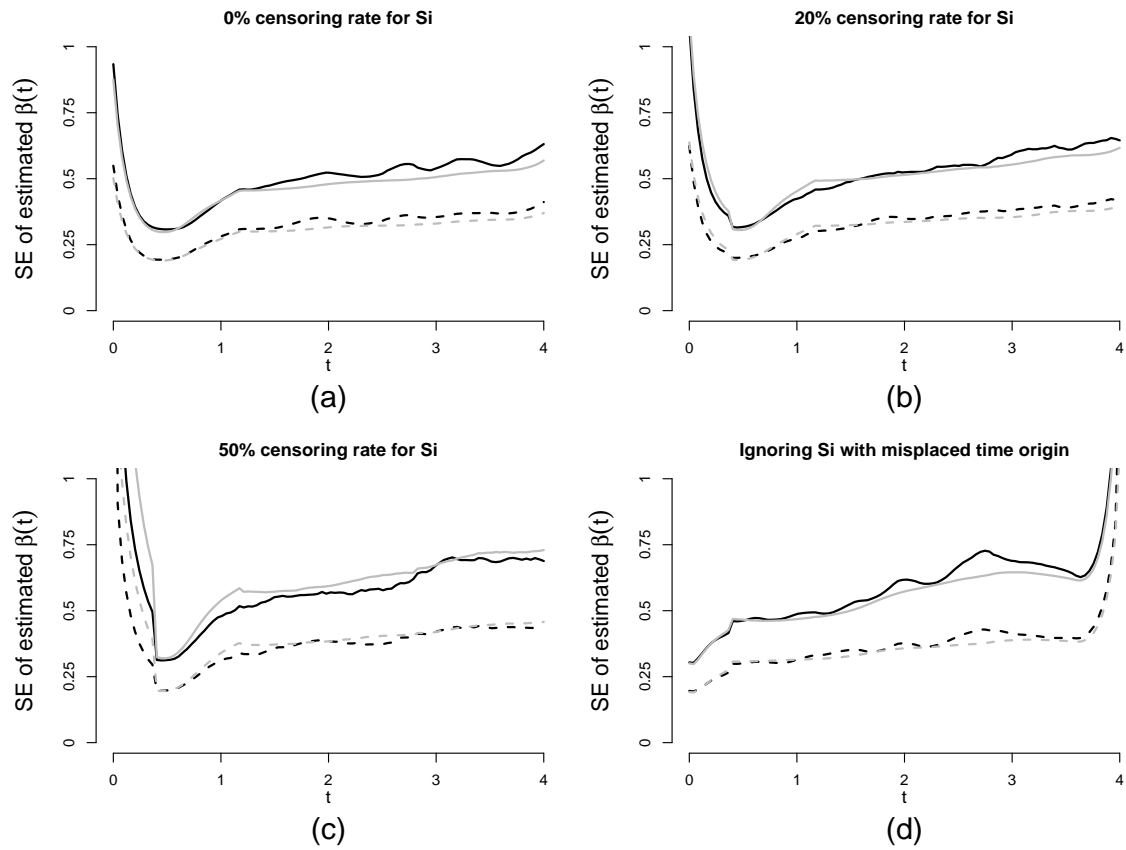 0% censoring rate for Si
SE of estimated β(t)
1
0.75
0.5
0.25
0
0 1 2 3 4
t
(a)
20% censoring rate for Si
SE of estimated β(t)
1
0.75
0.5
0.25
0
0 1 2 3 4
t
(b)
50% censoring rate for Si
SE of estimated β(t)
1
0.75
0.5
0.25
0
0 1 2 3 4
t
(c)
Ignoring Si with misplaced time origin
SE of estimated β(t)
1
0.75
0.5
0.25
0
0 1 2 3 4
t
(d)